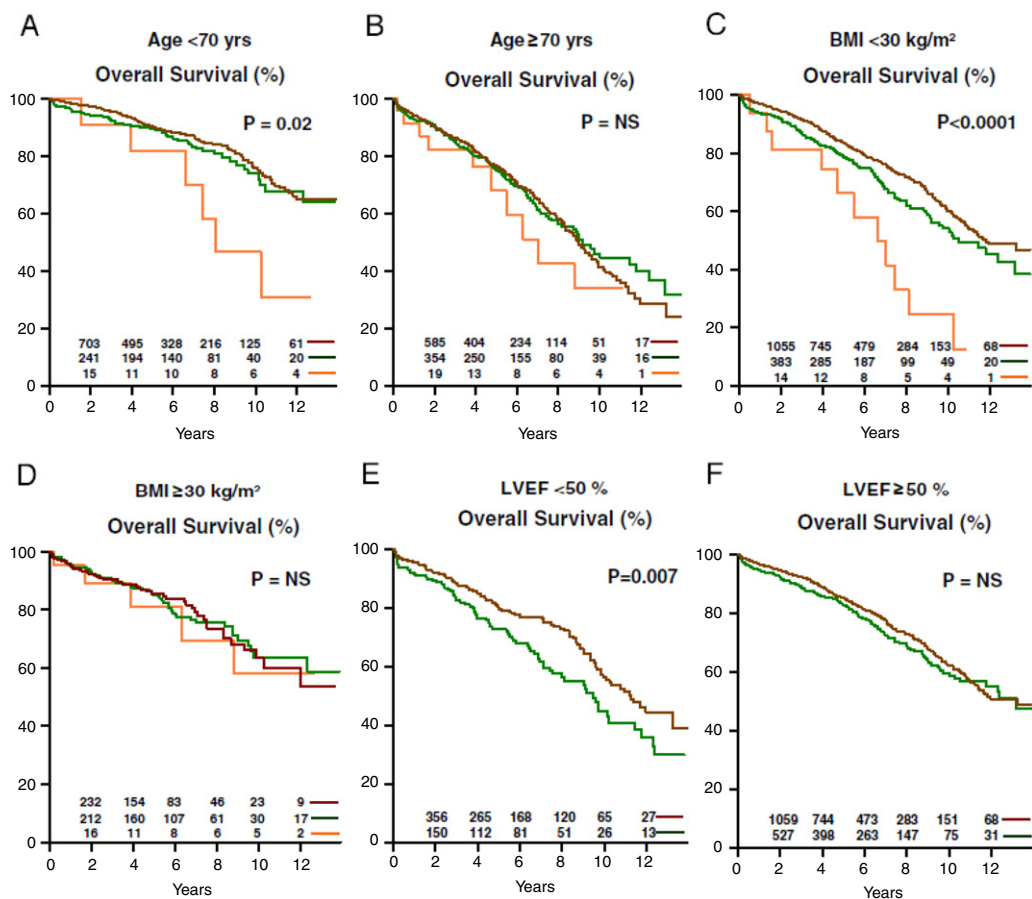 A
Age <70 yrs
Overall Survival (%)
100
80
60
40
20
0
P = 0.02
703 495 328 216 125 61
241 194 140 81 40 20
15 11 10 8 6 4
0 2 4 6 8 10 12
Years
B
Age ≥ 70 yrs
Overall Survival (%)
100
80
60
40
20
0
P = NS
585 404 234 114 51 17
354 250 155 80 39 16
19 13 8 6 4 1
0 2 4 6 8 10 12
Years
C
BMI <30 kg/m²
Overall Survival (%)
100
80
60
40
20
0
P<0.0001
1055 745 479 284 153 68
383 285 187 99 49 20
14 12 8 5 4 1
0 2 4 6 8 10 12
Years
D
BMI ≥ 30 kg/m²
Overall Survival (%)
100
80
60
40
20
0
P = NS
232 154 83 46 23 9
212 160 107 61 30 17
16 11 8 6 5 2
0 2 4 6 8 10 12
Years
E
LVEF <50 %
Overall Survival (%)
100
80
60
40
20
0
P=0.007
356 265 168 120 65 27
150 112 81 51 26 13
0 2 4 6 8 10 12
Years
F
LVEF ≥ 50 %
Overall Survival (%)
100
80
60
40
20
0
P = NS
1059 744 473 283 151 68
527 398 263 147 75 31
0 2 4 6 8 10 12
Years